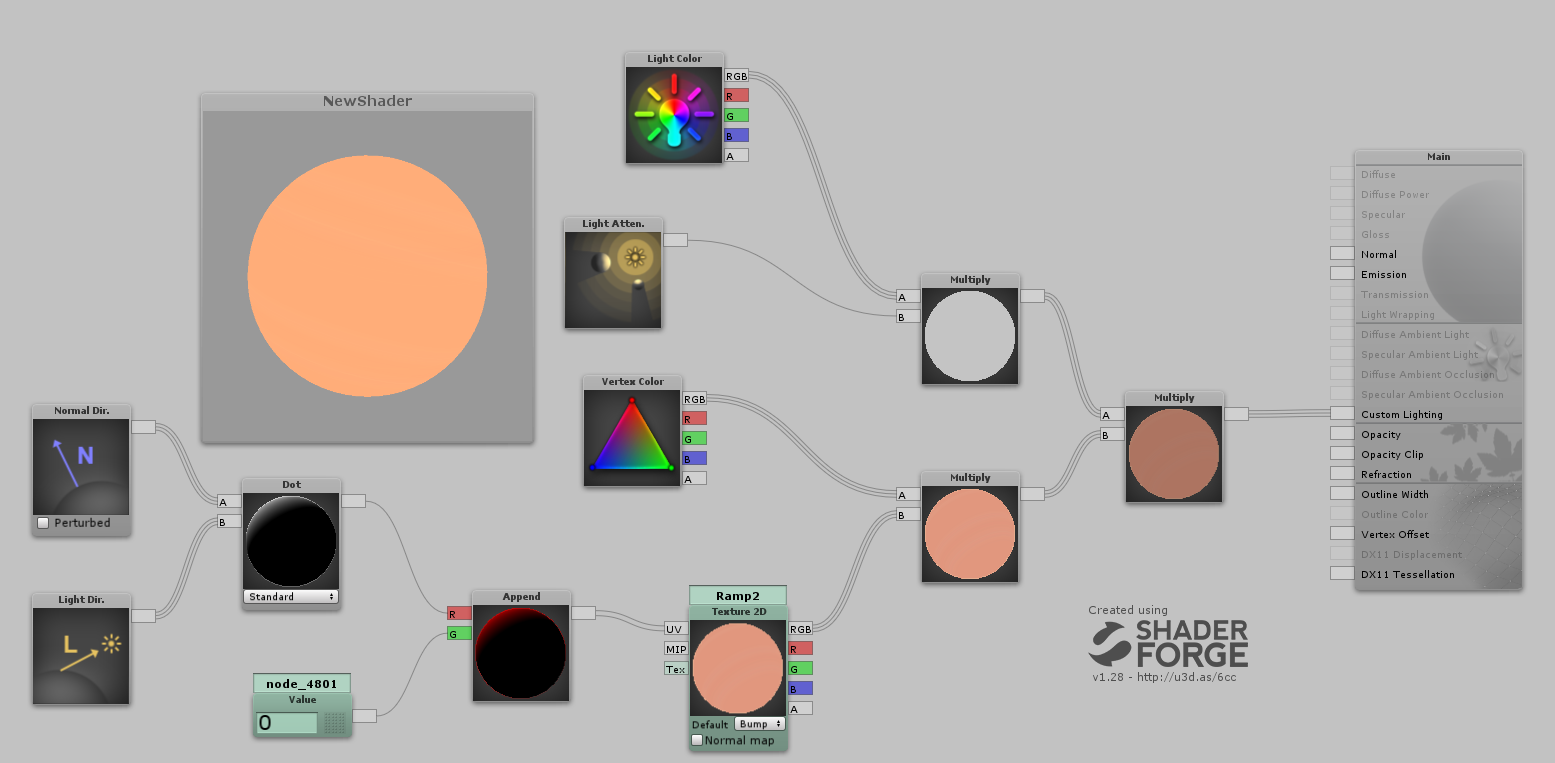 Light Color
RGB
R
G
B
A
NewShader
Light Atten.
Multiply
A
B
Vertex Color
RGB
R
G
B
A
Normal Dir.
N
Perturbed
Light Dir.
L
Dot
A
B
Standard
node_4801
Value
0
Append
R
G
Ramp2
Texture 2D
UV
MIP
Tex
RGB
R
G
B
A
Default
Bump
Normal map
Multiply
A
B
Multiply
A
B
Main
Diffuse
Diffuse Power
Specular
Gloss
Normal
Emission
Transmission
Light Wrapping
Diffuse Ambient Light
Specular Ambient Light
Diffuse Ambient Occlusion
Specular Ambient Occlusion
Custom Lighting
Opacity
Opacity Clip
Refraction
Outline Width
Outline Color
Vertex Offset
DX11 Displacement
DX11 Tessellation
Created using
SHADER
FORGE
v1.28 - http://u3d.as/6cc